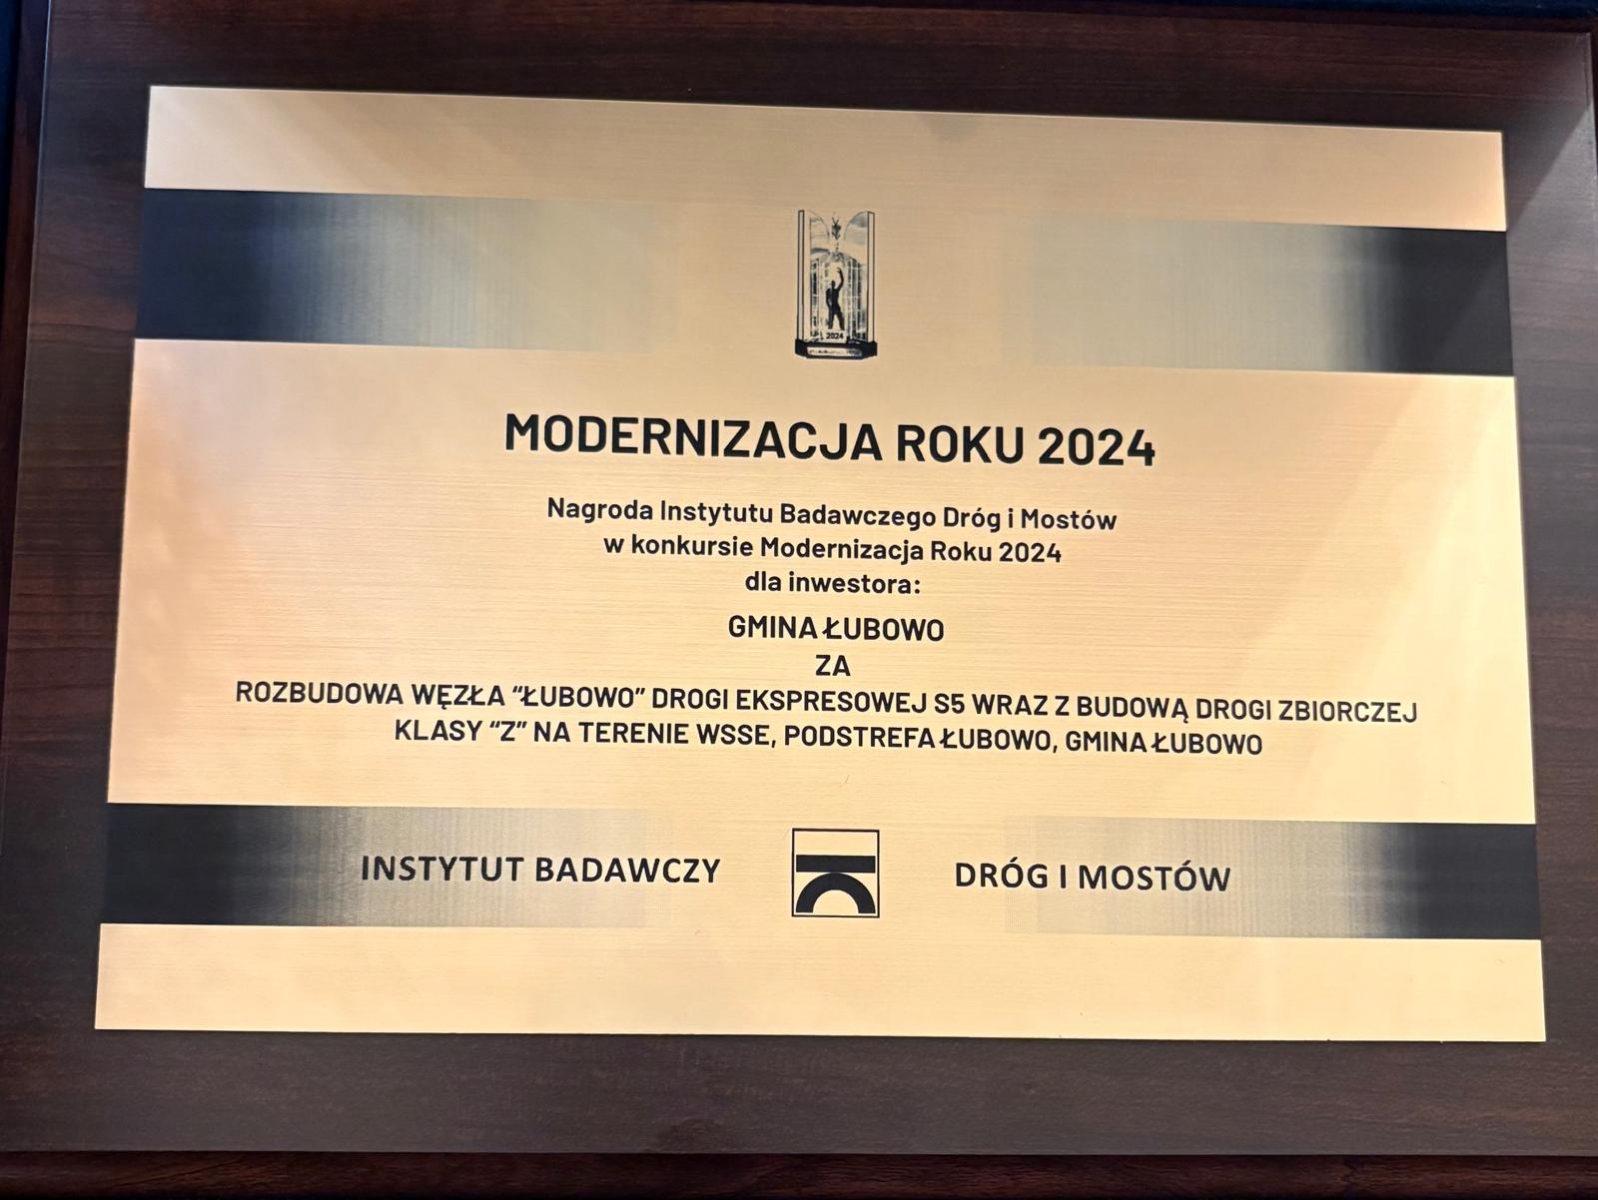 2024
MODERNIZACJA ROKU 2024
Nagroda Instytutu Badawczego Dróg i Mostów
w konkursie Modernizacja Roku 2024
dla inwestora:
GMINA ŁUBOWO
ZA
ROZBUDOWA WĘZŁA "ŁUBOWO" DROGI EKSPRESOWEJ S5 WRAZ Z BUDOWĄ DROGI ZBIORCZEJ
KLASY "Z" NA TERENIE WSSE, PODSTREFA ŁUBOWO, GMINA ŁUBOWO
INSTYTUT BADAWCZY DRÓG I MOSTÓW